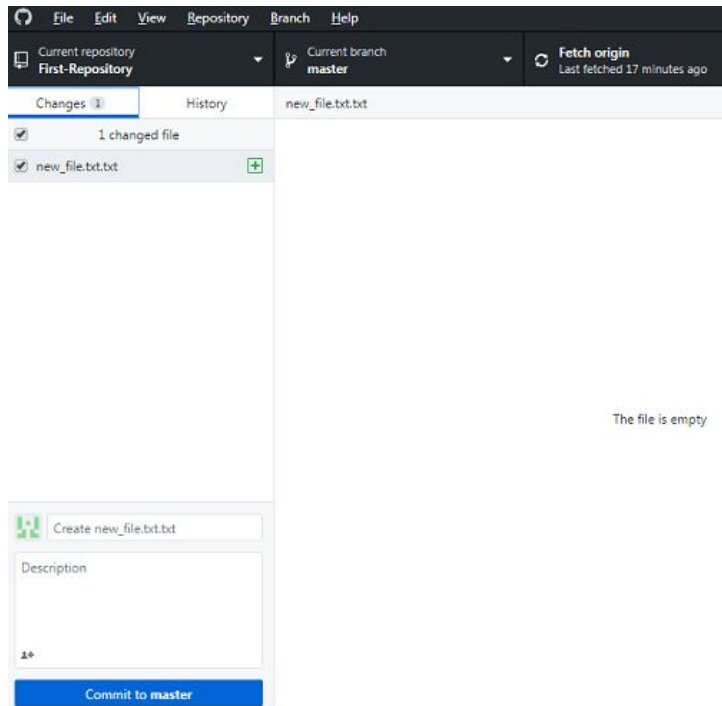 File Edit View Repository Branch Help
Current repository
First-Repository
Current branch
master
Fetch origin
Last fetched 17 minutes ago
Changes 1
History
new_file.txt.txt
1 changed file
new_file.txt.txt
The file is empty
Create new_file.txt.txt
Description
Commit to master